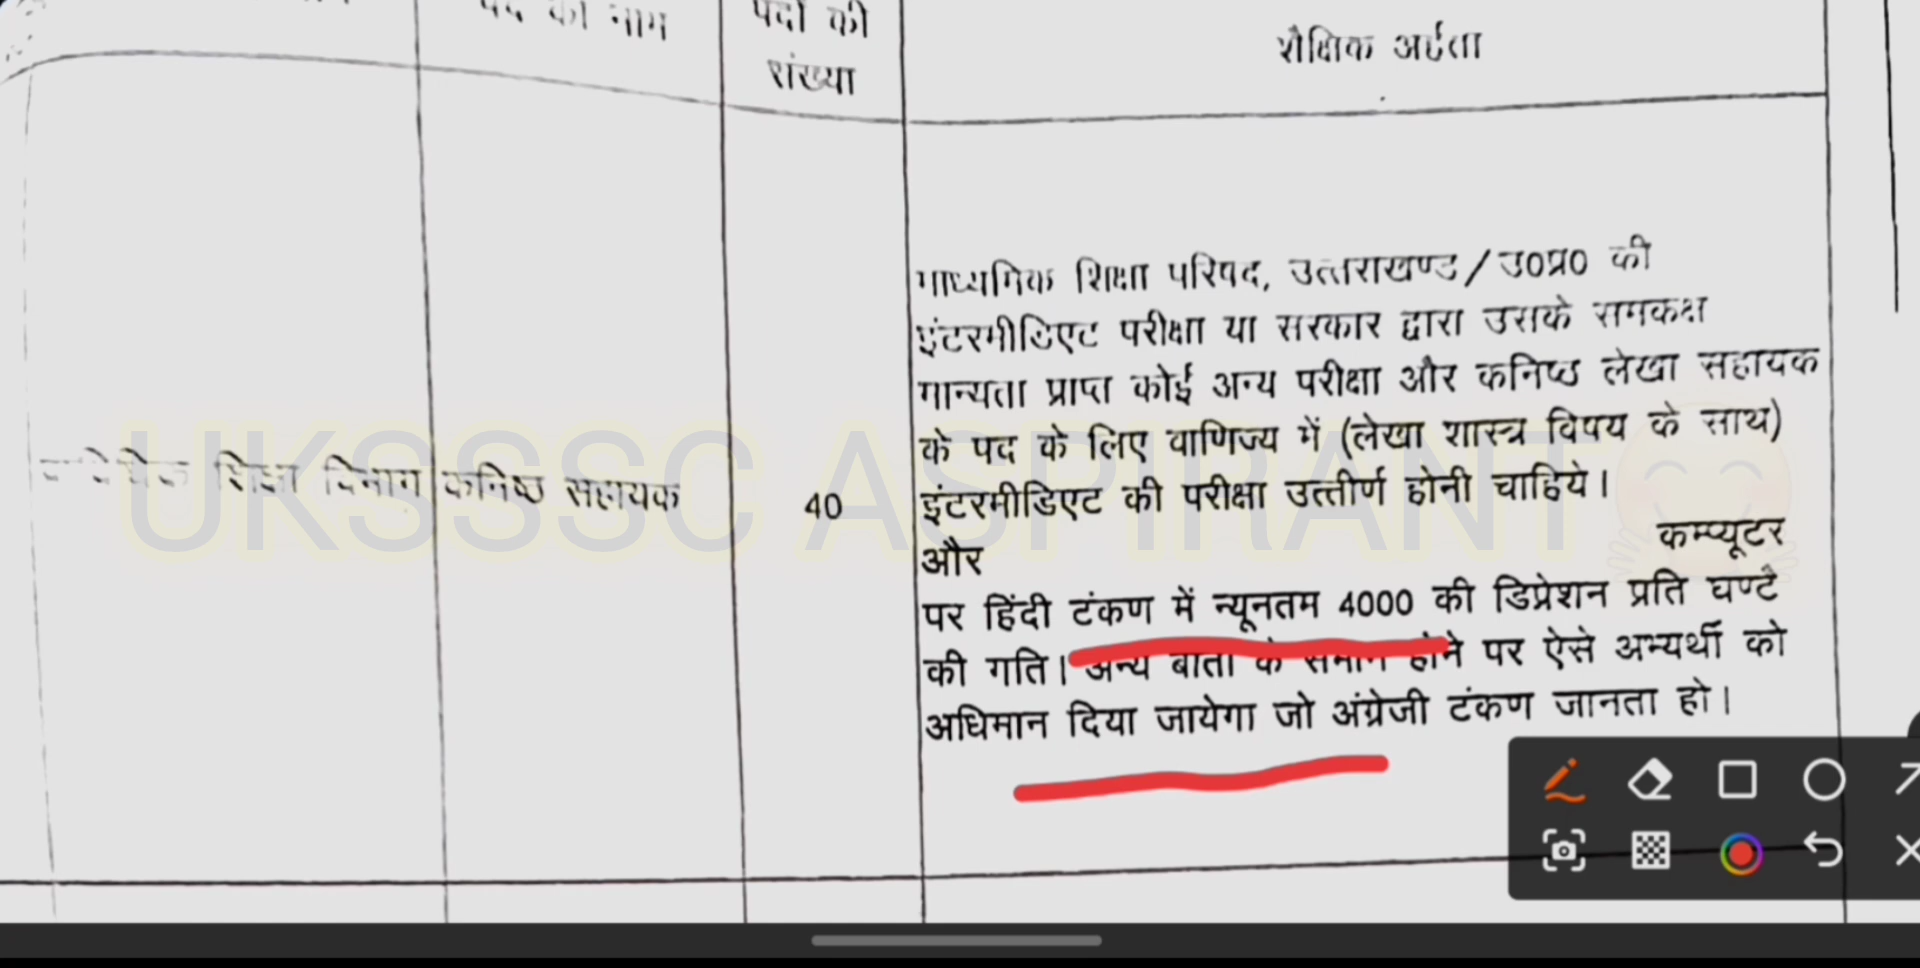 पद का नाम
पदों की
संख्या
शैक्षिक अर्हता
माध्यमिक शिक्षा परिषद, उत्तराखण्ड/उ0प्र0 की
इंटरमीडिएट परीक्षा या सरकार द्वारा उसके समकक्ष
मान्यता प्राप्त कोई अन्य परीक्षा और कनिष्ठ लेखा सहायक
के पद के लिए वाणिज्य में (लेखा शास्त्र विषय के साथ)
इंटरमीडिएट की परीक्षा उत्तीर्ण होनी चाहिये।
और कम्प्यूटर
पर हिंदी टंकण में न्यूनतम 4000 की डिप्रेशन प्रति घण्टे
की गति। अन्य बातों के समान होने पर ऐसे अभ्यर्थी को
अधिमान दिया जायेगा जो अंग्रेजी टंकण जानता हो।
शिक्षा विभाग
कनिष्ठ सहायक
40
UKSSSC ASPIRANT